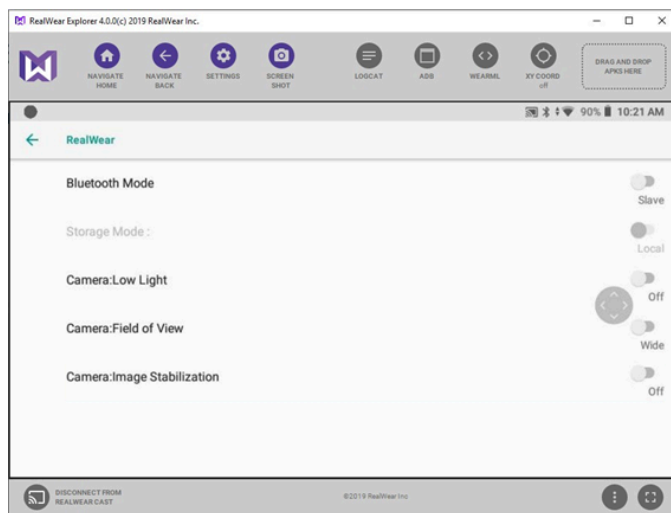 RealWear Explorer 4.0.0(c) 2019 RealWear Inc.
NAVIGATE
HOME
NAVIGATE
BACK
SETTINGS
SCREEN
SHOT
LOGCAT
ADB
WEARML
XY COORD
off
DRAG AND DROP
APKS HERE
90% 10:21 AM
RealWear
Bluetooth Mode
Slave
Storage Mode :
Local
Camera:Low Light
Off
Camera:Field of View
Wide
Camera:Image Stabilization
Off
DISCONNECT FROM
REALWEAR CAST
©2019 RealWear Inc